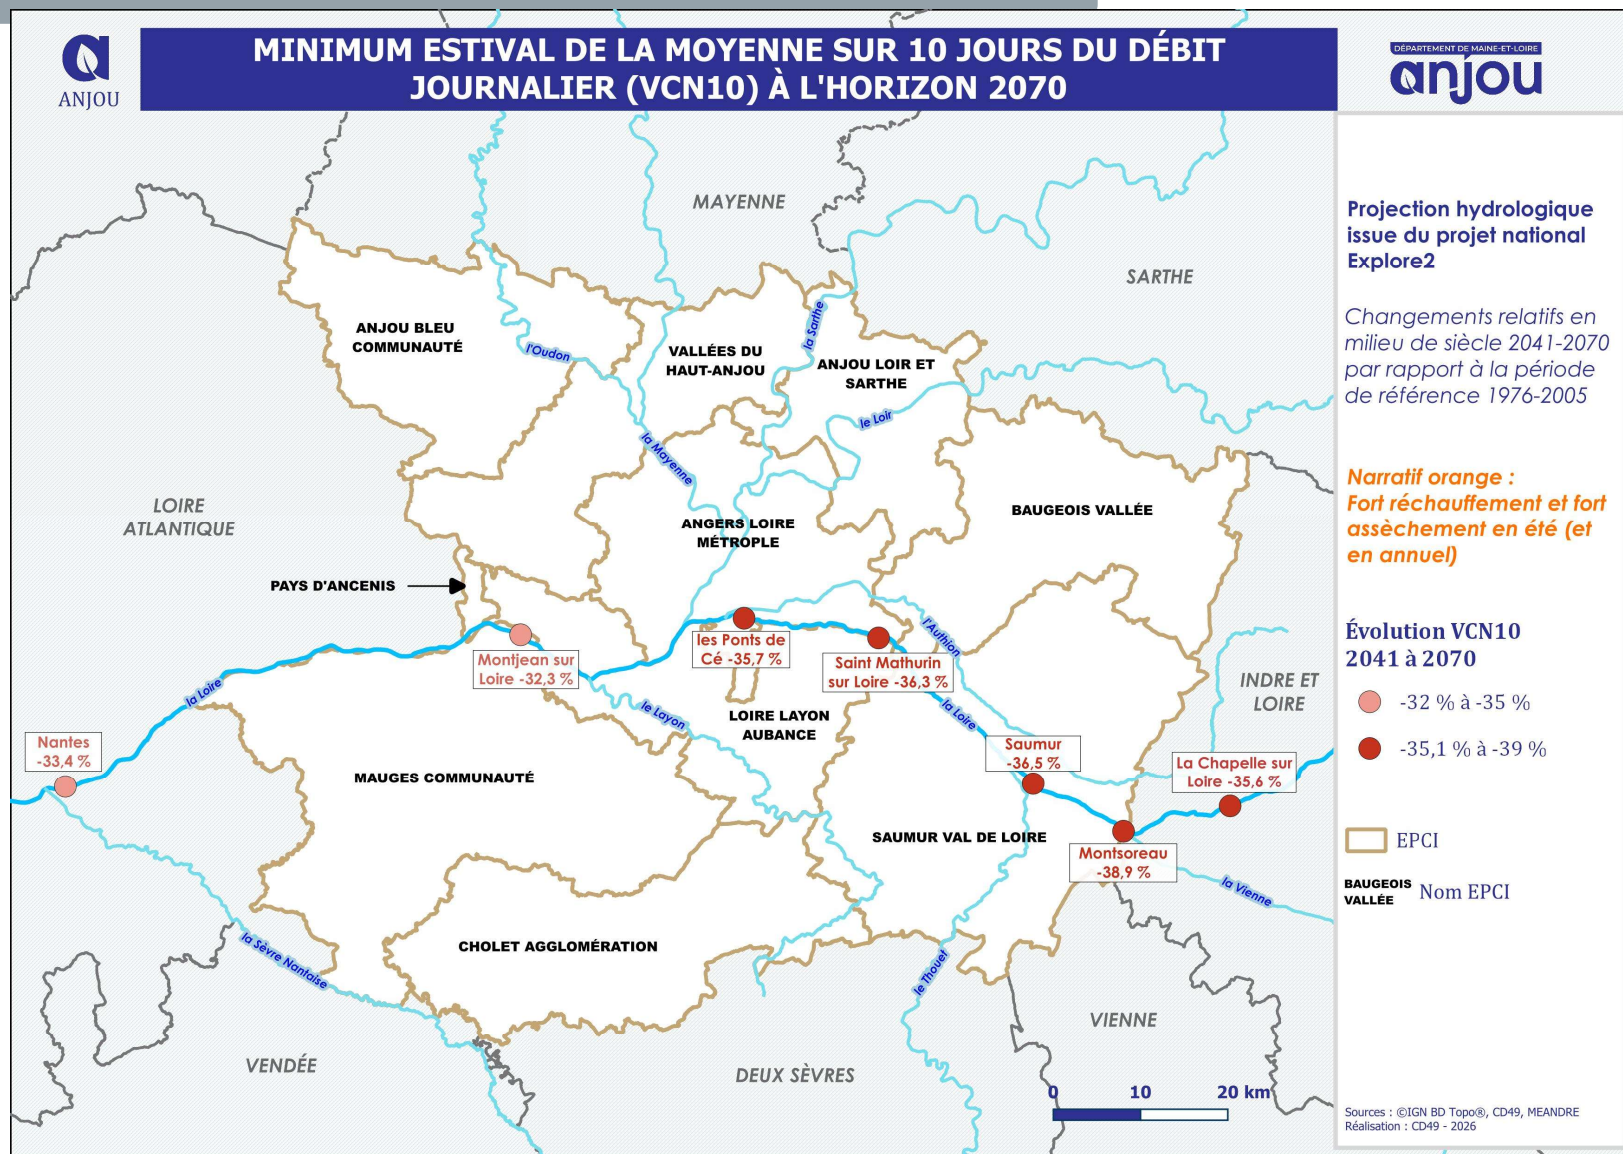 ANJOU
MINIMUM ESTIVAL DE LA MOYENNE SUR 10 JOURS DU DÉBIT
JOURNALIER (VCN10) À L'HORIZON 2070
DÉPARTEMENT DE MAINE-ET-LOIRE
anjou
Projection hydrologique
issue du projet national
Explore2
Changements relatifs en
milieu de siècle 2041-2070
par rapport à la période
de référence 1976-2005
Narratif orange :
Fort réchauffement et fort
assèchement en été (et
en annuel)
Évolution VCN10
2041 à 2070
-32 % à -35 %
-35,1 % à -39 %
EPCI
BAUGEOIS
VALLÉE
Nom EPCI
Sources : ©IGN BD Topo®, CD49, MEANDRE
Réalisation : CD49 - 2026
MAYENNE
SARTHE
la Sarthe
ANJOU BLEU
COMMUNAUTÉ
l'Oudon
VALLÉES DU
HAUT-ANJOU
ANJOU LOIR ET
SARTHE
le Loir
la Mayenne
LOIRE
ATLANTIQUE
ANGERS LOIRE
MÉTROPLE
BAUGEOIS VALLÉE
PAYS D'ANCENIS
les Ponts de
Cé -35,7 %
l'Authion
Montjean sur
Loire -32,3 %
Saint Mathurin
sur Loire -36,3 %
la Loire
la Loire
le Layon
LOIRE LAYON
AUBANCE
INDRE ET
LOIRE
Nantes
-33,4 %
Saumur
-36,5 %
La Chapelle sur
Loire -35,6 %
MAUGES COMMUNAUTÉ
SAUMUR VAL DE LOIRE
Montsoreau
-38,9 %
la Vienne
CHOLET AGGLOMÉRATION
la Sèvre Nantaise
le Thouet
VIENNE
VENDÉE
DEUX SÈVRES
0 10 20 km